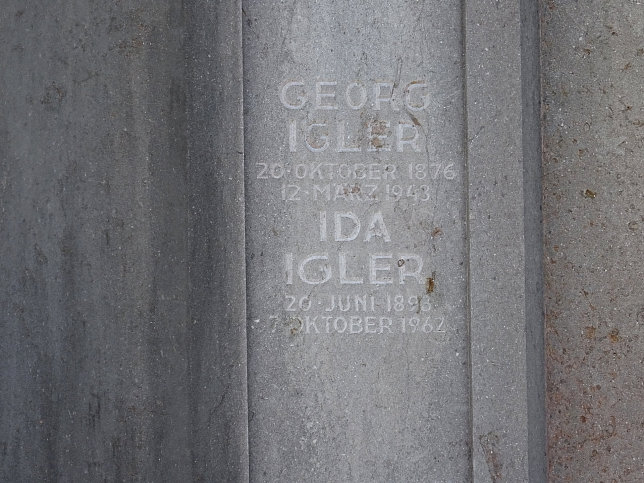 GEORG
IGLER
20·OKTOBER 1876
12·MÄRZ 1943
IDA
IGLER
20·JUNI
7·OKTOBER 1962